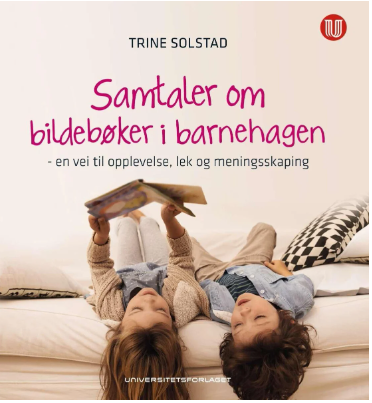 TRINE SOLSTAD
Samtaler om
bildebøker i barnehagen
- en vei til opplevelse, lek og meningsskaping
UNIVERSITETSFORLAGET